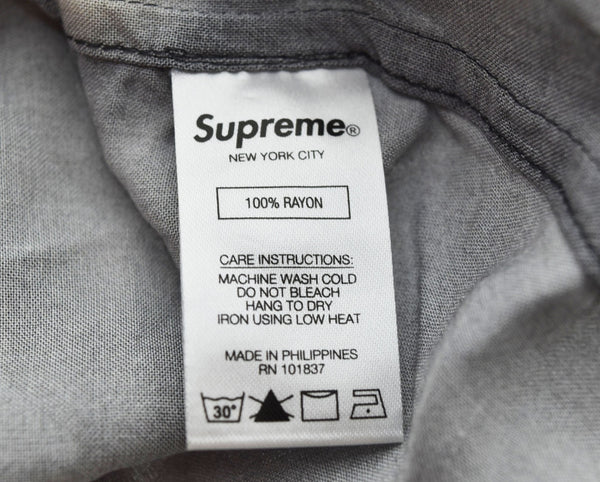 Supreme®
NEW YORK CITY
100% RAYON
CARE INSTRUCTIONS:
MACHINE WASH COLD
DO NOT BLEACH
HANG TO DRY
IRON USING LOW HEAT
MADE IN PHILIPPINES
RN 101837
30°